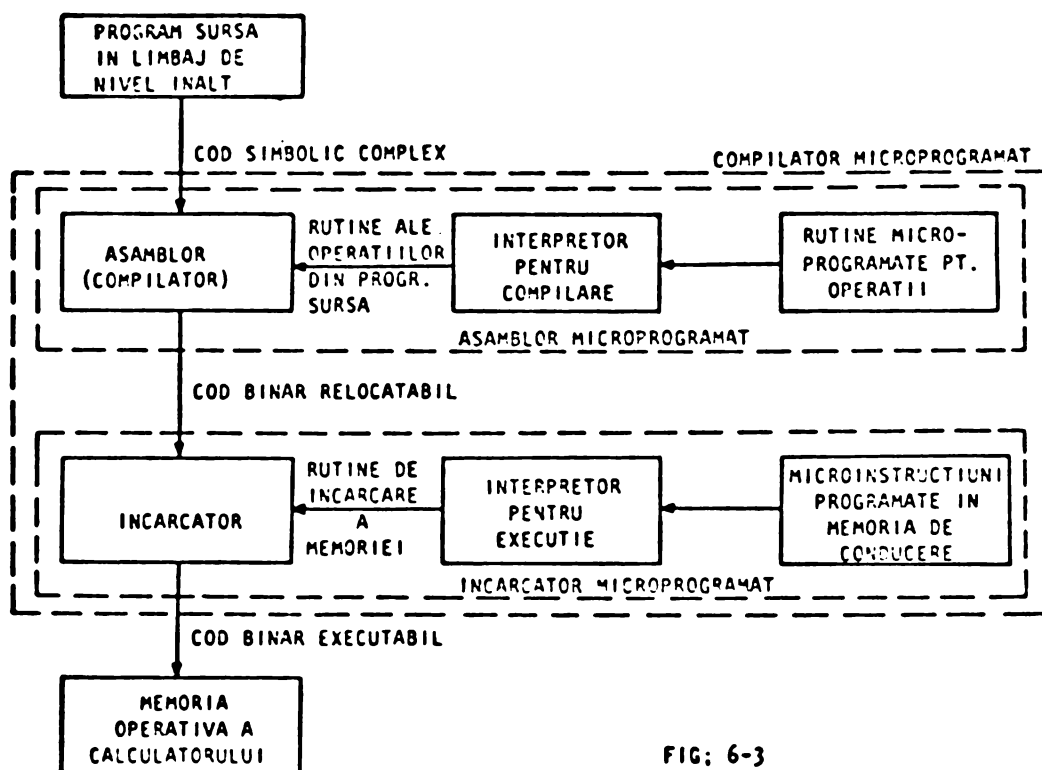 PROGRAM SURSA
IN LIMBAJ DE
NIVEL INALT
COD SIMBOLIC COMPLEX
COMPILATOR MICROPROGRAMAT
ASAMBLOR
(COMPILATOR)
RUTINE ALE
OPERATIILOR
DIN PROGR.
SURSA
INTERPRETOR
PENTRU
COMPILARE
RUTINE MICRO-
PROGRAMATE PT.
OPERATII
ASAMBLOR MICROPROGRAMAT
COD BINAR RELOCATABIL
INCARCATOR
RUTINE DE
INCARCARE
A
MEMORIEI
INTERPRETOR
PENTRU
EXECUTIE
MICROINSTRUCTIUNI
PROGRAMATE IN
MEMORIA DE
CONDUCERE
INCARCATOR MICROPROGRAMAT
COD BINAR EXECUTABIL
MEMORIA
OPERATIVA A
CALCULATORULUI
FIG; 6-3